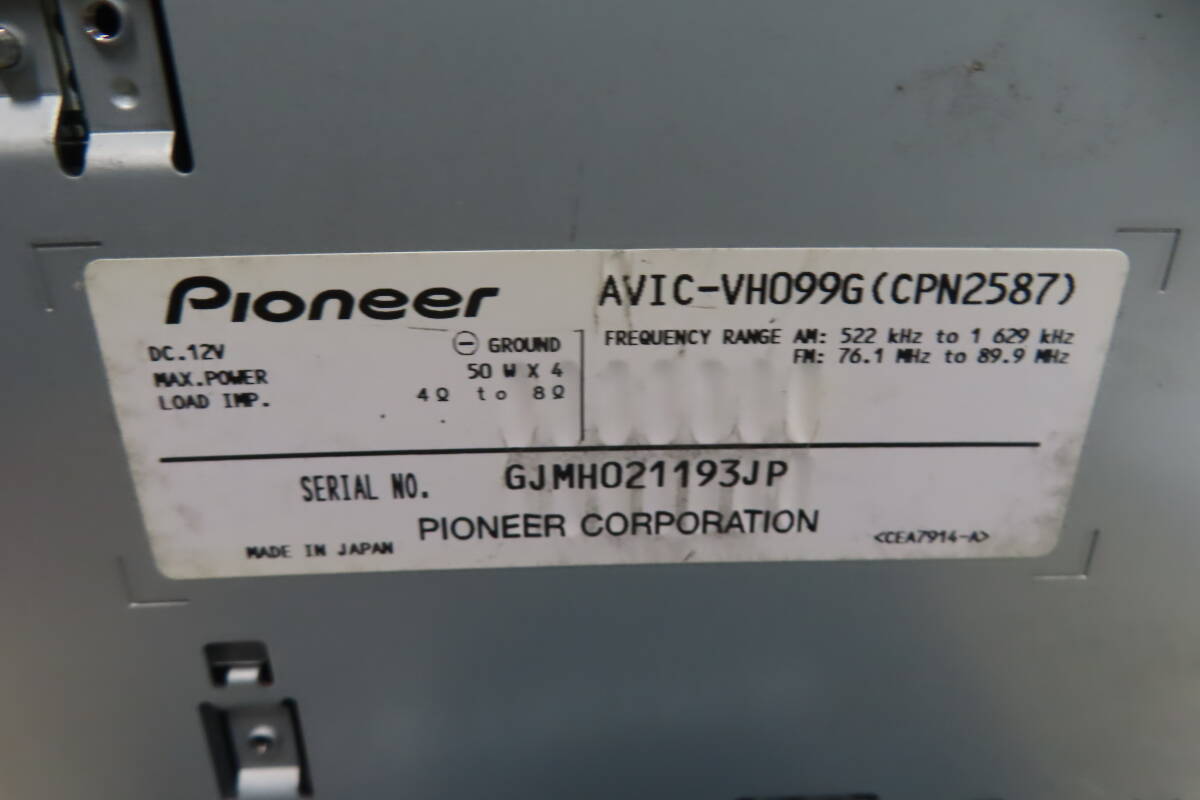 Pioneer
AVIC-VH099G(CPN2587)
DC.12V
⊖ GROUND
MAX.POWER 50 W X 4
LOAD IMP. 4Ω to 8Ω
FREQUENCY RANGE AM: 522 kHz to 1 629 kHz
FM: 76.1 MHz to 89.9 MHz
SERIAL NO. GJMH021193JP
PIONEER CORPORATION
MADE IN JAPAN
<CEA7914-A>